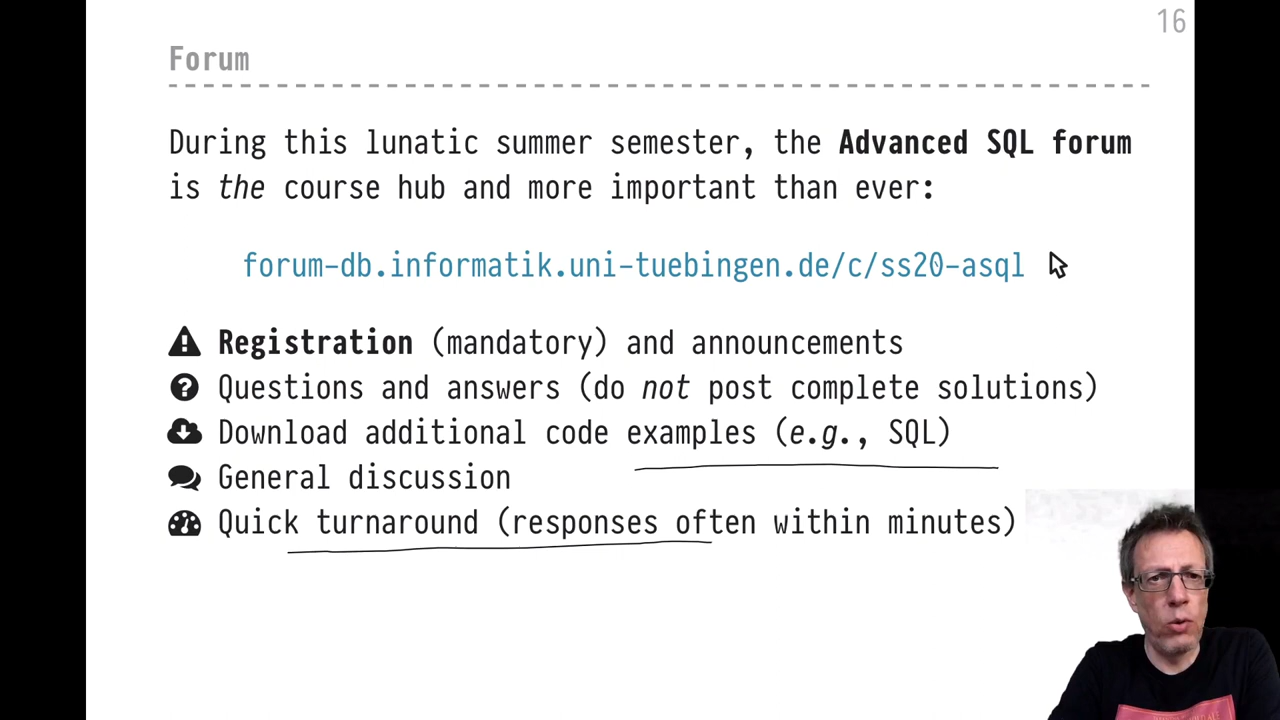 16
Forum
During this lunatic summer semester, the Advanced SQL forum
is the course hub and more important than ever:
forum-db.informatik.uni-tuebingen.de/c/ss20-asql
Registration (mandatory) and announcements
Questions and answers (do not post complete solutions)
Download additional code examples (e.g., SQL)
General discussion
Quick turnaround (responses often within minutes)